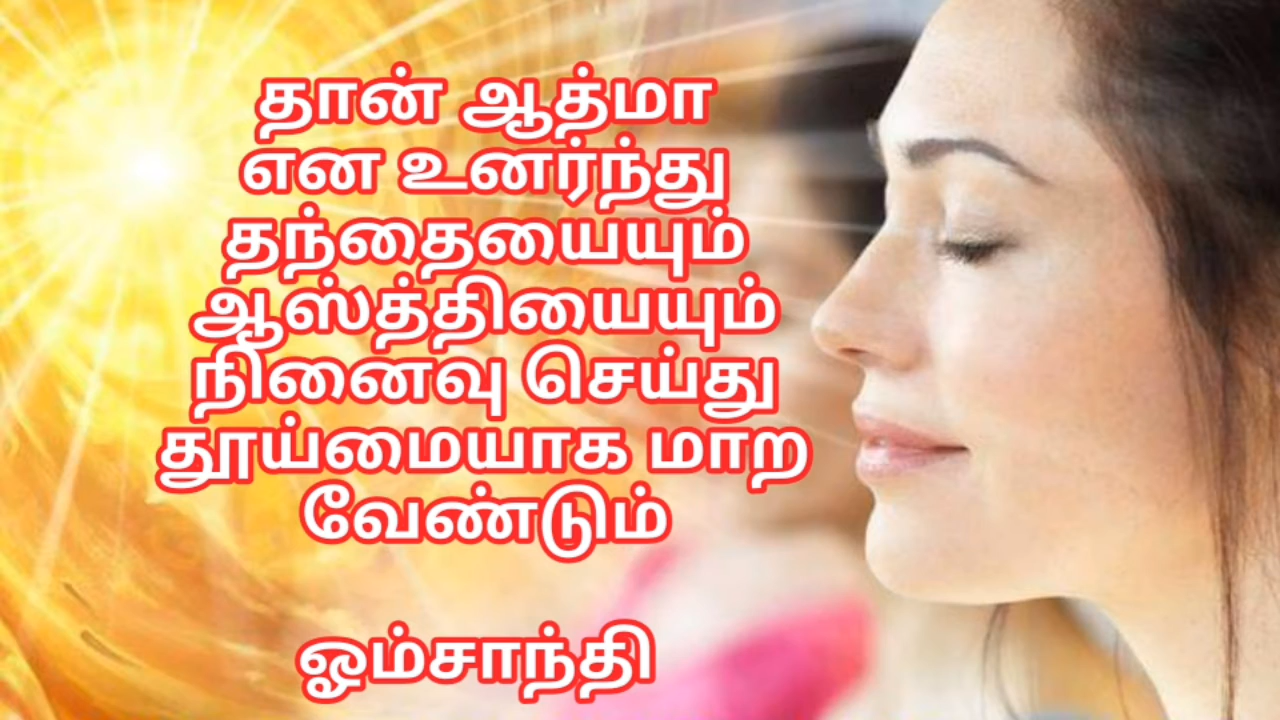 தான் ஆத்மா
என உனர்ந்து
தந்தையையும்
ஆஸ்த்தியையும்
நினைவு செய்து
தூய்மையாக மாற
வேண்டும்
ஓம்சாந்தி